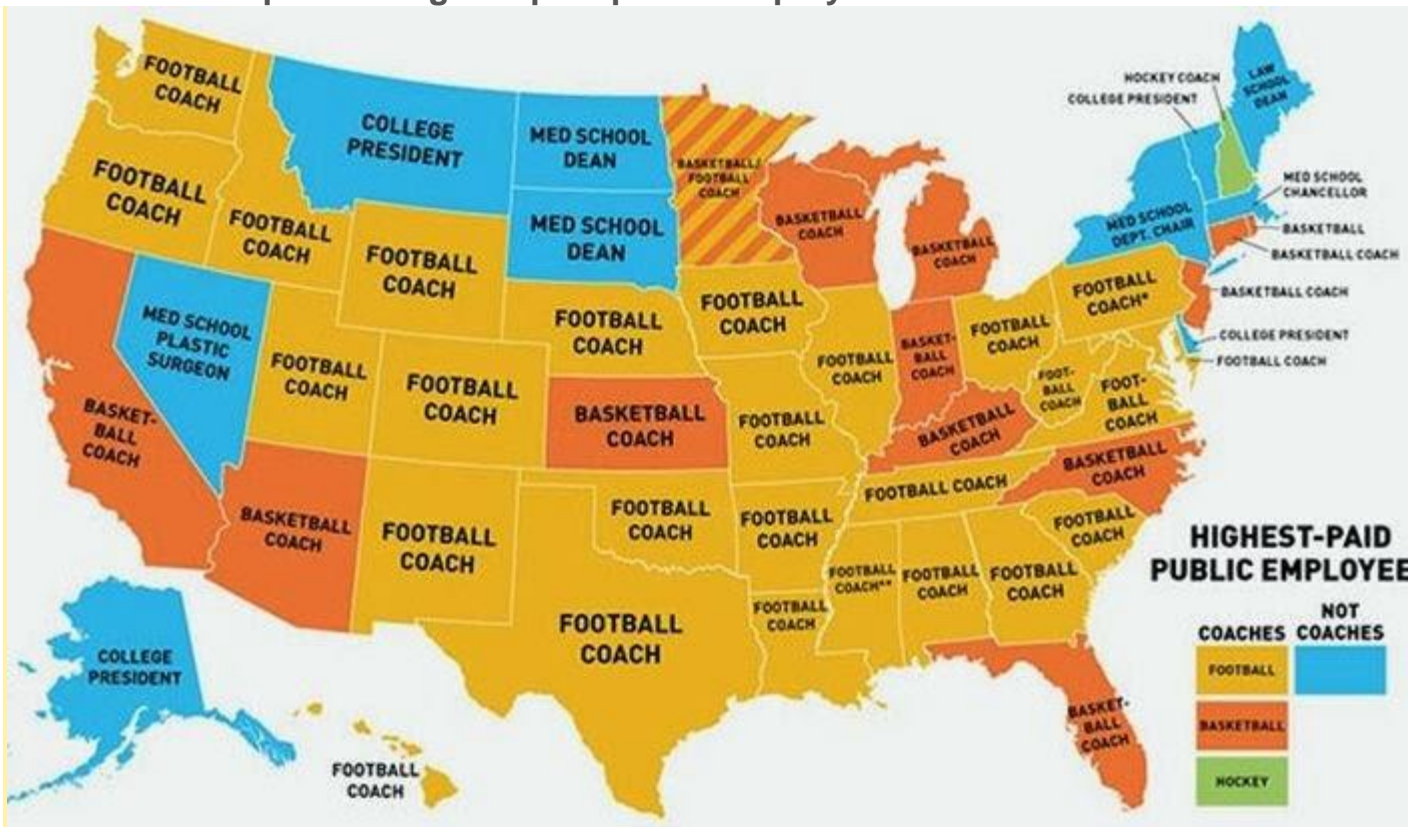 FOOTBALL
COACH
FOOTBALL
COACH
FOOTBALL
COACH
COLLEGE
PRESIDENT
MED SCHOOL
DEAN
MED SCHOOL
DEAN
BASKETBALL/
FOOTBALL
COACH
BASKETBALL
COACH
BASKETBALL
COACH
HOCKEY COACH
COLLEGE PRESIDENT
LAW
SCHOOL
DEAN
MED SCHOOL
CHANCELLOR
MED SCHOOL
DEPT. CHAIR
BASKETBALL
BASKETBALL COACH
BASKETBALL COACH
COLLEGE PRESIDENT
FOOTBALL COACH
FOOTBALL
COACH
MED SCHOOL
PLASTIC
SURGEON
FOOTBALL
COACH
FOOTBALL
COACH
FOOTBALL
COACH
FOOTBALL
COACH
FOOTBALL
COACH
BASKET-
BALL
COACH
FOOTBALL
COACH
FOOTBALL
COACH*
FOOT-
BALL
COACH
FOOT-
BALL
COACH
BASKET-
BALL
COACH
BASKETBALL
COACH
FOOTBALL
COACH
BASKETBALL
COACH
BASKETBALL
COACH
BASKETBALL
COACH
FOOTBALL
COACH
FOOTBALL
COACH
FOOTBALL
COACH
FOOTBALL COACH
FOOTBALL
COACH
FOOTBALL
COACH
FOOTBALL
COACH
FOOTBALL
COACH**
FOOTBALL
COACH
FOOTBALL
COACH
BASKET-
BALL
COACH
COLLEGE
PRESIDENT
FOOTBALL
COACH
HIGHEST-PAID
PUBLIC EMPLOYEE
COACHES
NOT
COACHES
FOOTBALL
BASKETBALL
HOCKEY